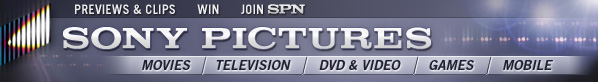 PREVIEWS & CLIPS WIN JOIN SPN
SONY PICTURES
MOVIES TELEVISION DVD & VIDEO GAMES MOBILE